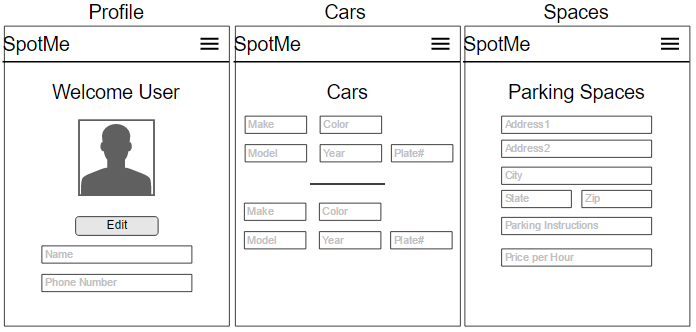 Profile
SpotMe
Welcome User
Edit
Name
Phone Number
Cars
SpotMe
Cars
Make Color
Model Year Plate#
Make Color
Model Year Plate#
Spaces
SpotMe
Parking Spaces
Address1
Address2
City
State Zip
Parking Instructions
Price per Hour